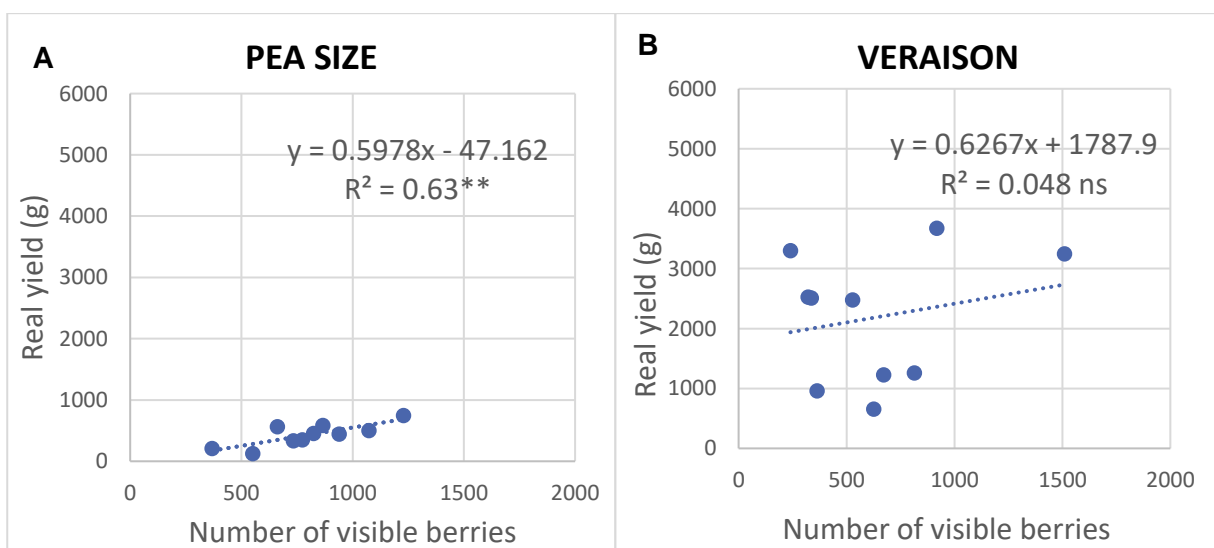 A
PEA SIZE
6000
5000
4000
3000
2000
1000
0
0 500 1000 1500 2000
Real yield (g)
Number of visible berries
y = 0.5978x - 47.162
R² = 0.63**
B
VERAISON
6000
5000
4000
3000
2000
1000
0
0 500 1000 1500 2000
Real yield (g)
Number of visible berries
y = 0.6267x + 1787.9
R² = 0.048 ns